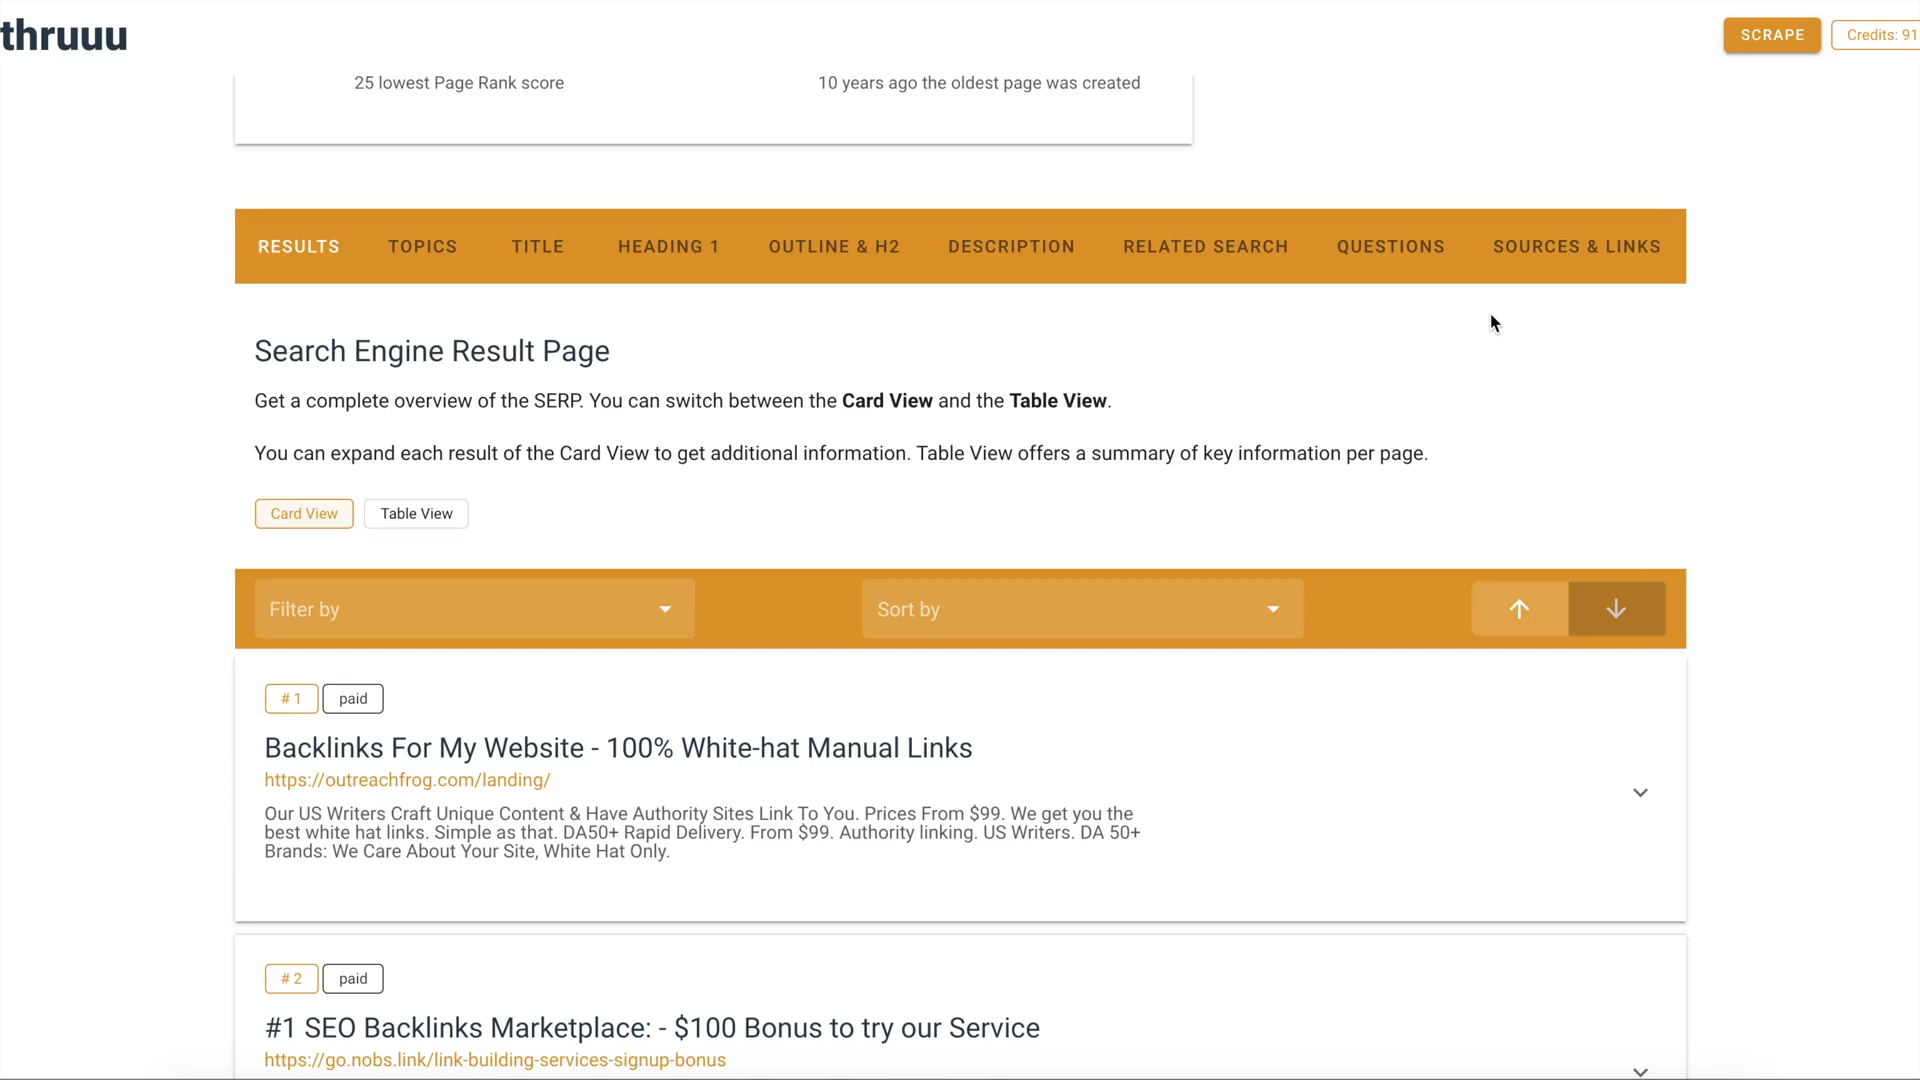 thruuu
SCRAPE
Credits: 91
25 lowest Page Rank score
10 years ago the oldest page was created
RESULTS
TOPICS
TITLE
HEADING 1
OUTLINE & H2
DESCRIPTION
RELATED SEARCH
QUESTIONS
SOURCES & LINKS
Search Engine Result Page
Get a complete overview of the SERP. You can switch between the Card View and the Table View.
You can expand each result of the Card View to get additional information. Table View offers a summary of key information per page.
Card View
Table View
Filter by
Sort by
# 1
paid
Backlinks For My Website - 100% White-hat Manual Links
https://outreachfrog.com/landing/
Our US Writers Craft Unique Content & Have Authority Sites Link To You. Prices From $99. We get you the
best white hat links. Simple as that. DA50+ Rapid Delivery. From $99. Authority linking. US Writers. DA 50+
Brands: We Care About Your Site, White Hat Only.
# 2
paid
#1 SEO Backlinks Marketplace: - $100 Bonus to try our Service
https://go.nobs.link/link-building-services-signup-bonus